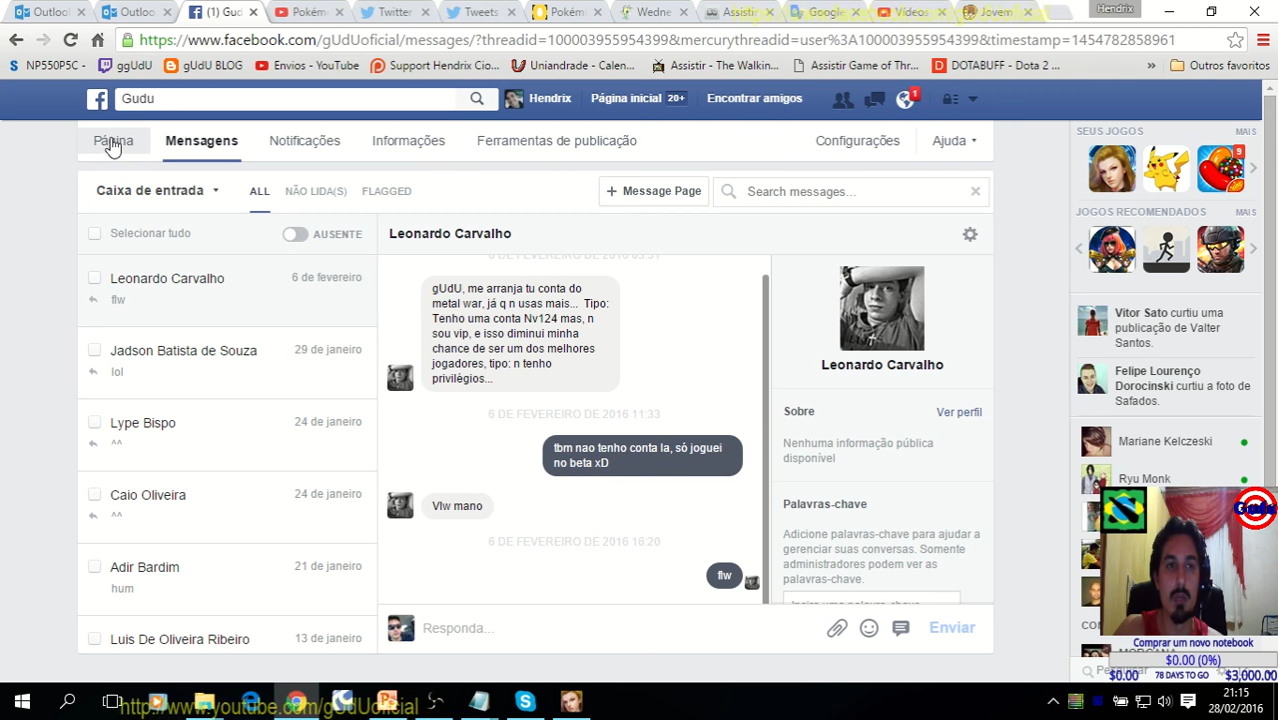 Outlool
Outlool
(1) Gud
Pokém
Twitter
Tweets
Pokém
Wedne
Assistir
Google
Vídeos
Jovem
Hendrix
https://www.facebook.com/gUdUoficial/messages/?threadid=100003955954399&mercurythreadid=user%3A100003955954399&timestamp=1454782858961
NP550P5C -
ggUdU
gUdU BLOG
Envios - YouTube
Support Hendrix Cio...
Uniandrade - Calen...
Assistir - The Walkin...
Assistir Game of Thr...
DOTABUFF - Dota 2 ...
»
Outros favoritos
Gudu
Hendrix
Página inicial 20+
Encontrar amigos
1
Página
Mensagens
Notificações
Informações
Ferramentas de publicação
Configurações
Ajuda
Caixa de entrada
ALL
NÃO LIDA(S)
FLAGGED
+ Message Page
Search messages...
Selecionar tudo
AUSENTE
Leonardo Carvalho
6 de fevereiro
flw
Jadson Batista de Souza
29 de janeiro
lol
Lype Bispo
24 de janeiro
^^
Caio Oliveira
24 de janeiro
^^
Adir Bardim
21 de janeiro
hum
Luis De Oliveira Ribeiro
13 de janeiro
Leonardo Carvalho
gUdU, me arranja tu conta do
metal war, já q n usas mais... Tipo:
Tenho uma conta Nv124 mas, n
sou vip, e isso diminui minha
chance de ser um dos melhores
jogadores, tipo: n tenho
privilègios...
6 DE FEVEREIRO DE 2016 11:33
tbm nao tenho conta la, só joguei
no beta xD
Vlw mano
6 DE FEVEREIRO DE 2016 16:20
flw
Responda...
Enviar
Leonardo Carvalho
Sobre
Ver perfil
Nenhuma informação pública
disponível
Palavras-chave
Adicione palavras-chave para ajudar a
gerenciar suas conversas. Somente
administradores podem ver as
palavras-chave.
SEUS JOGOS
MAIS
9
JOGOS RECOMENDADOS
MAIS
Vitor Sato curtiu uma
publicação de Valter
Santos.
Felipe Lourenço
Dorocinski curtiu a foto de
Safados.
Mariane Kelczeski
Ryu Monk
Gudu
Comprar um novo notebook
$0.00 (0%)
$0.00
78 DAYS TO GO
$3,000.00
http://www.youtube.com/gUdUoficial
21:15
28/02/2016